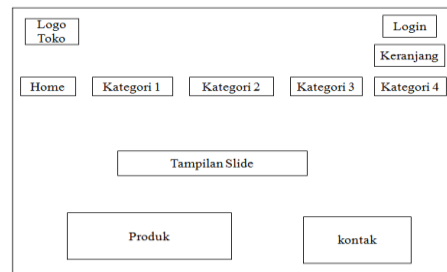 Logo
Toko
Login
Keranjang
Home
Kategori 1
Kategori 2
Kategori 3
Kategori 4
Tampilan Slide
Produk
kontak